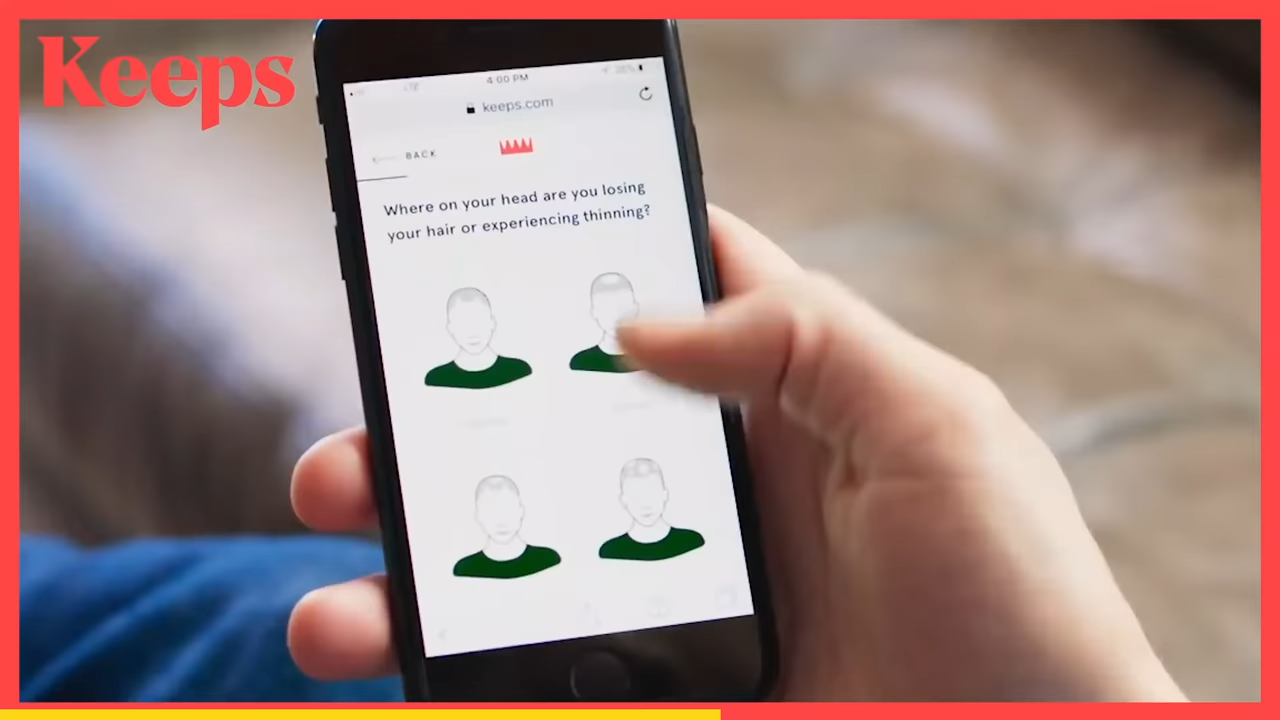 Keeps
4:00 PM
keeps.com
BACK
Where on your head are you losing
your hair or experiencing thinning?